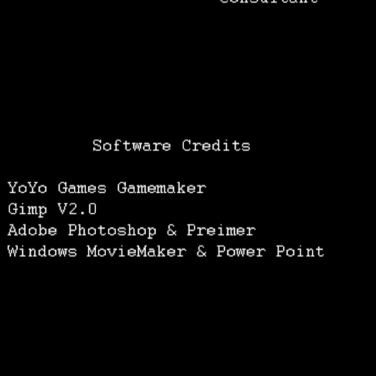 Consultant
Software Credits
YoYo Games Gamemaker
Gimp V2.0
Adobe Photoshop & Preimer
Windows MovieMaker & Power Point